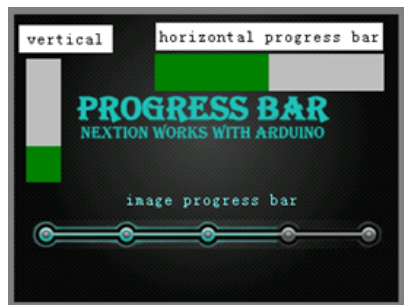 vertical
horizontal progress bar
PROGRESS BAR
NEXTION WORKS WITH ARDUINO
image progress bar